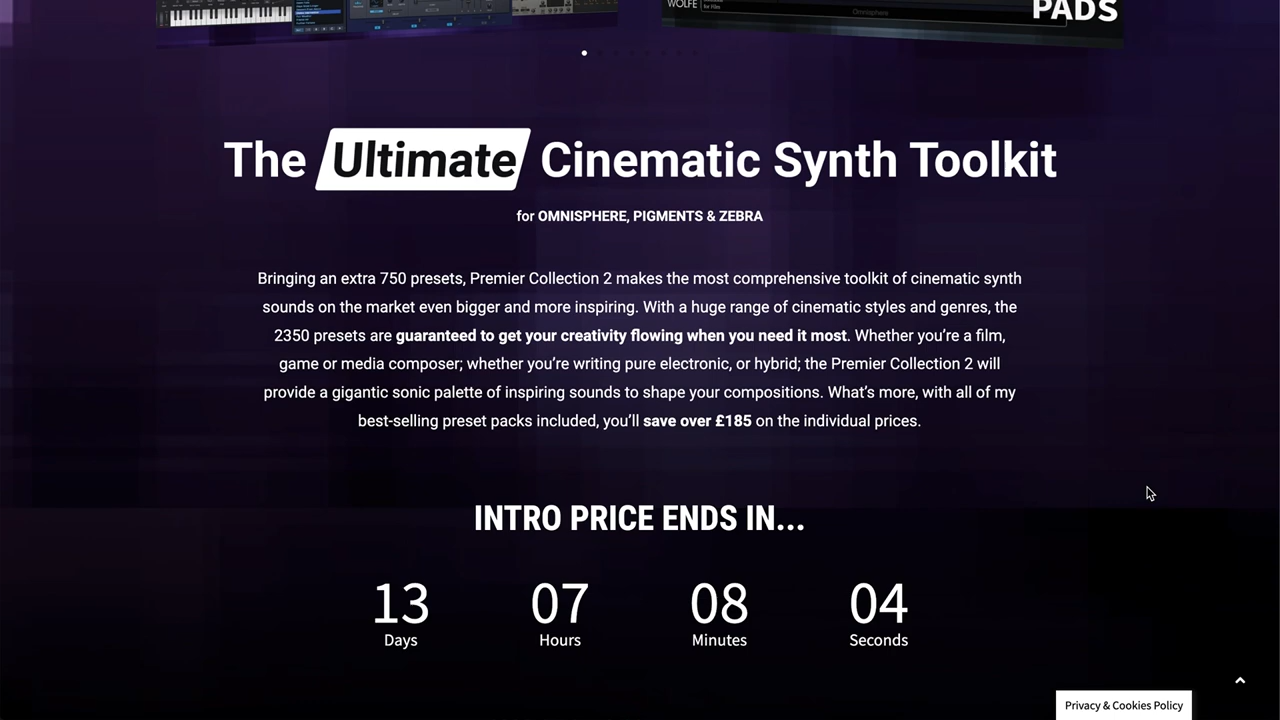 WOLFE
for Film
Omnisphere
PADS
The Ultimate Cinematic Synth Toolkit
for OMNISPHERE, PIGMENTS & ZEBRA
Bringing an extra 750 presets, Premier Collection 2 makes the most comprehensive toolkit of cinematic synth
sounds on the market even bigger and more inspiring. With a huge range of cinematic styles and genres, the
2350 presets are guaranteed to get your creativity flowing when you need it most. Whether you’re a film,
game or media composer; whether you’re writing pure electronic, or hybrid; the Premier Collection 2 will
provide a gigantic sonic palette of inspiring sounds to shape your compositions. What’s more, with all of my
best-selling preset packs included, you’ll save over £185 on the individual prices.
INTRO PRICE ENDS IN...
13 07 08 04
Days Hours Minutes Seconds
Privacy & Cookies Policy